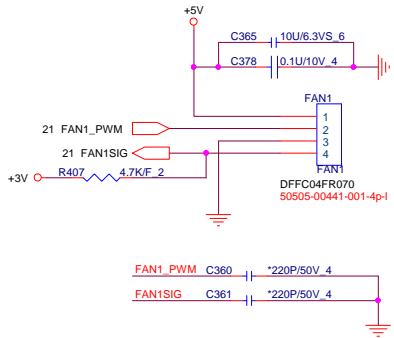 +5V
C365 10U/6.3VS_6
C378 0.1U/10V_4
FAN1
1
21 FAN1_PWM 2
3
21 FAN1SIG 4
FAN1
+3V R407 4.7K/F_2
DFFC04FR070
50505-00441-001-4p-l
FAN1_PWM C360 *220P/50V_4
FAN1SIG C361 *220P/50V_4